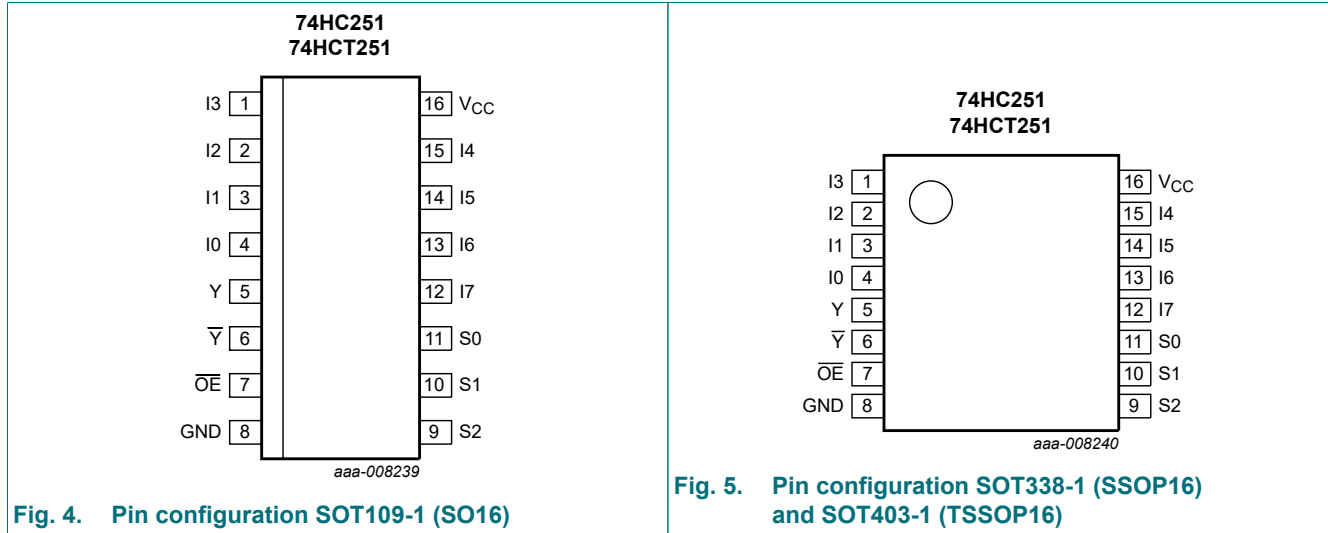 74HC251
74HCT251
I3 1 16 VCC
I2 2 15 I4
I1 3 14 I5
I0 4 13 I6
Y 5 12 I7
Y̅ 6 11 S0
O̅E̅ 7 10 S1
GND 8 9 S2
aaa-008239
Fig. 4. Pin configuration SOT109-1 (SO16)
74HC251
74HCT251
I3 1 16 VCC
I2 2 15 I4
I1 3 14 I5
I0 4 13 I6
Y 5 12 I7
Y̅ 6 11 S0
O̅E̅ 7 10 S1
GND 8 9 S2
aaa-008240
Fig. 5. Pin configuration SOT338-1 (SSOP16)
and SOT403-1 (TSSOP16)